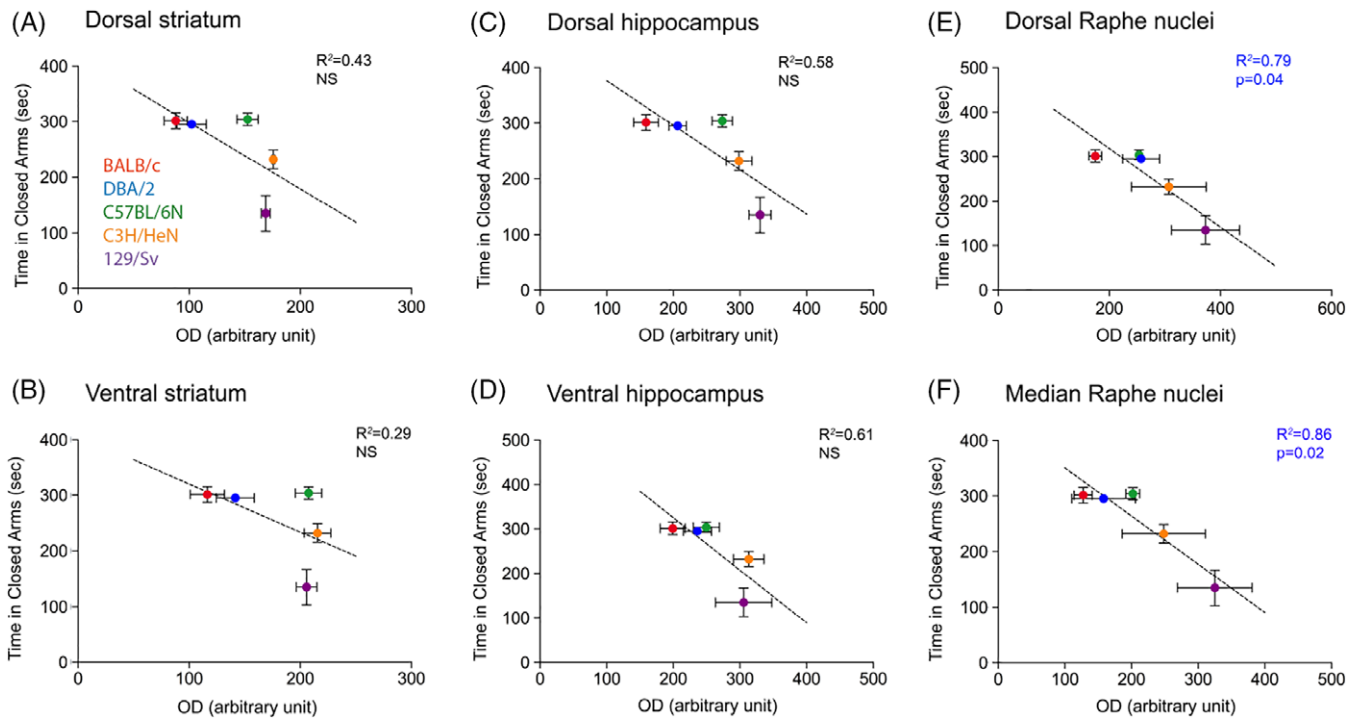 (A) Dorsal striatum
R²=0.43
NS
400
300
200
100
0
Time in Closed Arms (sec)
BALB/c
DBA/2
C57BL/6N
C3H/HeN
129/Sv
0 100 200 300
OD (arbitrary unit)
(C) Dorsal hippocampus
R²=0.58
NS
400
300
200
100
0
Time in Closed Arms (sec)
0 100 200 300 400 500
OD (arbitrary unit)
(E) Dorsal Raphe nuclei
R²=0.79
p=0.04
500
400
300
200
100
0
Time in Closed Arms (sec)
0 200 400 600
OD (arbitrary unit)
(B) Ventral striatum
R²=0.29
NS
400
300
200
100
0
Time in Closed Arms (sec)
0 100 200 300
OD (arbitrary unit)
(D) Ventral hippocampus
R²=0.61
NS
500
400
300
200
100
0
Time in Closed Arms (sec)
0 100 200 300 400 500
OD (arbitrary unit)
(F) Median Raphe nuclei
R²=0.86
p=0.02
400
300
200
100
0
Time in Closed Arms (sec)
0 100 200 300 400 500
OD (arbitrary unit)